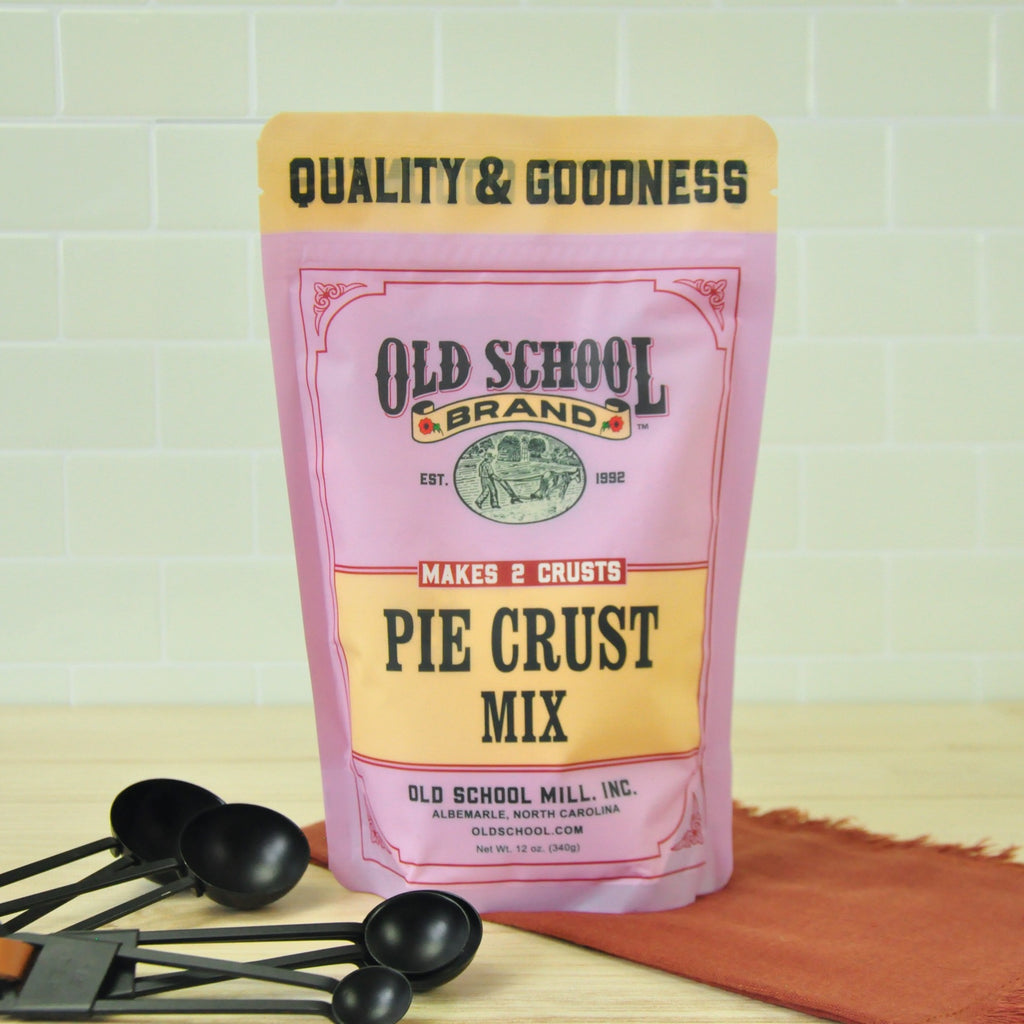 QUALITY & GOODNESS
OLD SCHOOL
BRAND
TM
EST. 1992
MAKES 2 CRUSTS
PIE CRUST
MIX
OLD SCHOOL MILL, INC.
ALBEMARLE, NORTH CAROLINA
OLDSCHOOL.COM
Net Wt. 12 oz. (340g)